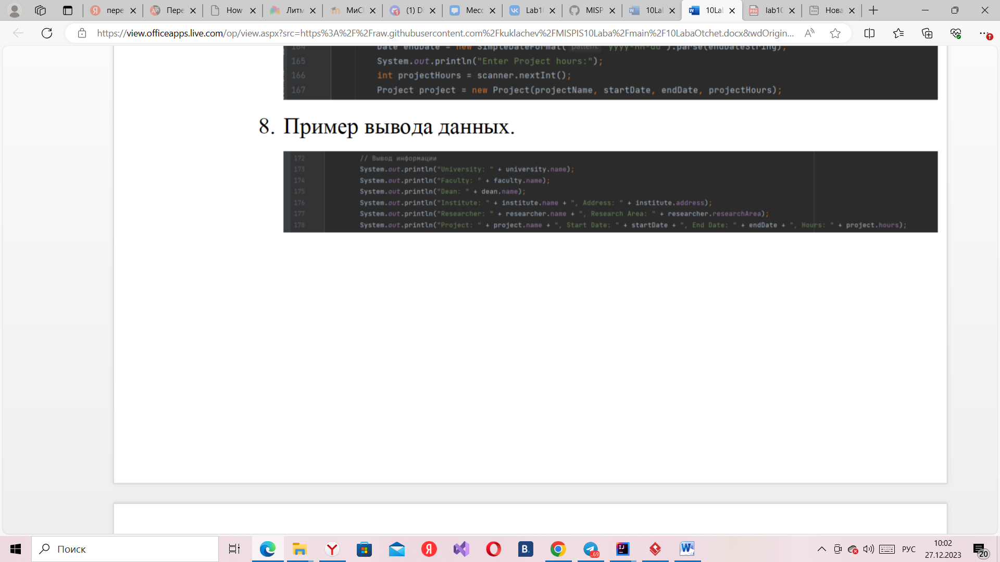 пере
Пере
How
Литм
МиС
(1) Di
Месс
Lab1
MISP
10Lal
10Lal
lab10
Нова
https://view.officeapps.live.com/op/view.aspx?src=https%3A%2F%2Fraw.githubusercontent.com%2Fkuklachev%2FMISPIS10Laba%2Fmain%2F10LabaOtchet.docx&wdOrigin...
164 Date endDate = new SimpleDateFormat( pattern: "yyyy-MM-dd").parse(endDateString);
165 System.out.println("Enter Project hours:");
166 int projectHours = scanner.nextInt();
167 Project project = new Project(projectName, startDate, endDate, projectHours);
8. Пример вывода данных.
172 // Вывод информации
173 System.out.println("University: " + university.name);
174 System.out.println("Faculty: " + faculty.name);
175 System.out.println("Dean: " + dean.name);
176 System.out.println("Institute: " + institute.name + ", Address: " + institute.address);
177 System.out.println("Researcher: " + researcher.name + ", Research Area: " + researcher.researchArea);
178 System.out.println("Project: " + project.name + ", Start Date: " + startDate + ", End Date: " + endDate + ", Hours: " + project.hours);
Поиск
Я
B.
..69
IJ
РУС
10:02
27.12.2023
20